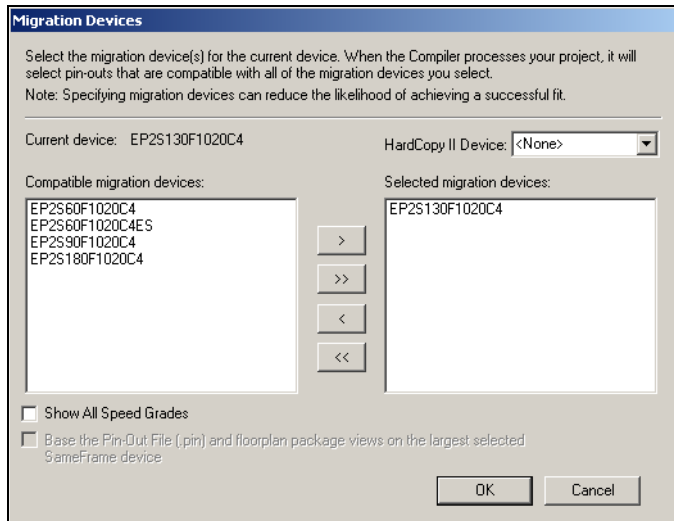 Migration Devices
Select the migration device(s) for the current device. When the Compiler processes your project, it will
select pin-outs that are compatible with all of the migration devices you select.
Note: Specifying migration devices can reduce the likelihood of achieving a successful fit.
Current device: EP2S130F1020C4
HardCopy II Device: <None>
Compatible migration devices:
EP2S60F1020C4
EP2S60F1020C4ES
EP2S90F1020C4
EP2S180F1020C4
>
>>
<
<<
Selected migration devices:
EP2S130F1020C4
Show All Speed Grades
Base the Pin-Out File (.pin) and floorplan package views on the largest selected
SameFrame device
OK
Cancel